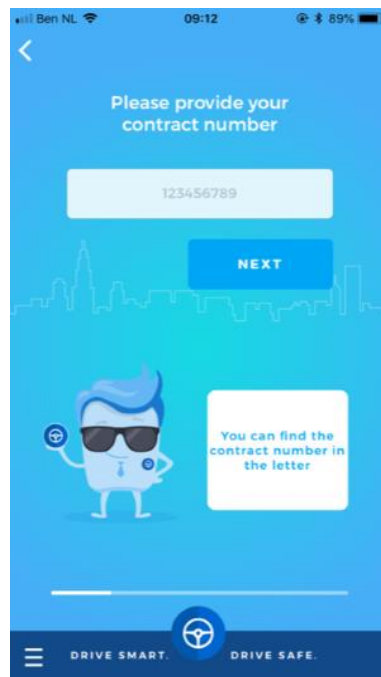 Ben NL 09:12 89%
Please provide your
contract number
123456789
NEXT
You can find the
contract number in
the letter
DRIVE SMART. DRIVE SAFE.